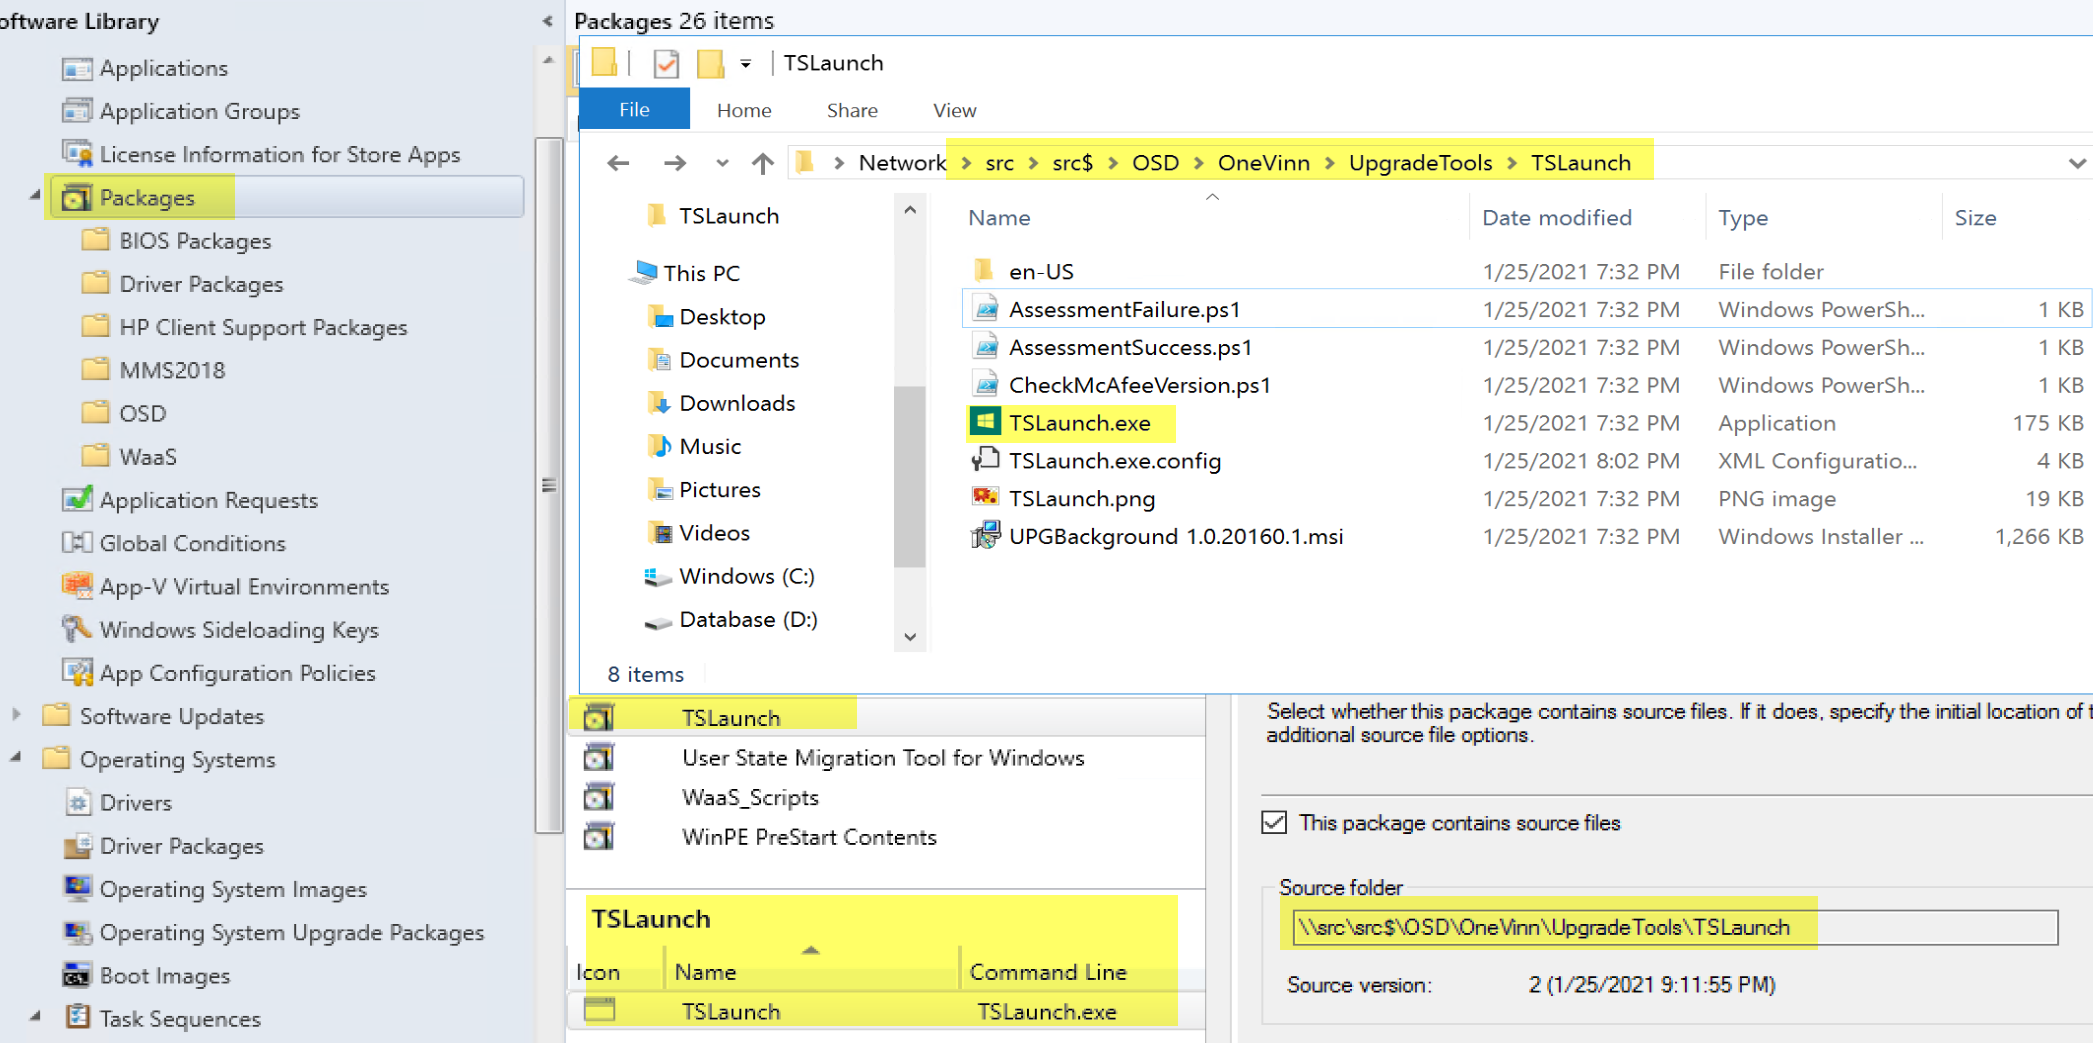 oftware Library
Applications
Application Groups
License Information for Store Apps
Packages
BIOS Packages
Driver Packages
HP Client Support Packages
MMS2018
OSD
WaaS
Application Requests
Global Conditions
App-V Virtual Environments
Windows Sideloading Keys
App Configuration Policies
Software Updates
Operating Systems
Drivers
Driver Packages
Operating System Images
Operating System Upgrade Packages
Boot Images
Task Sequences
Packages 26 items
TSLaunch
File Home Share View
Network src src$ OSD OneVinn UpgradeTools TSLaunch
TSLaunch
This PC
Desktop
Documents
Downloads
Music
Pictures
Videos
Windows (C:)
Database (D:)
Name Date modified Type Size
en-US 1/25/2021 7:32 PM File folder
AssessmentFailure.ps1 1/25/2021 7:32 PM Windows PowerSh... 1 KB
AssessmentSuccess.ps1 1/25/2021 7:32 PM Windows PowerSh... 1 KB
CheckMcAfeeVersion.ps1 1/25/2021 7:32 PM Windows PowerSh... 1 KB
TSLaunch.exe 1/25/2021 7:32 PM Application 175 KB
TSLaunch.exe.config 1/25/2021 8:02 PM XML Configuratio... 4 KB
TSLaunch.png 1/25/2021 7:32 PM PNG image 19 KB
UPGBackground 1.0.20160.1.msi 1/25/2021 7:32 PM Windows Installer ... 1,266 KB
8 items
TSLaunch
User State Migration Tool for Windows
WaaS_Scripts
WinPE PreStart Contents
TSLaunch
Icon Name Command Line
TSLaunch TSLaunch.exe
Select whether this package contains source files. If it does, specify the initial location of t
additional source file options.
This package contains source files
Source folder
\\src\src$\OSD\OneVinn\UpgradeTools\TSLaunch
Source version: 2 (1/25/2021 9:11:55 PM)